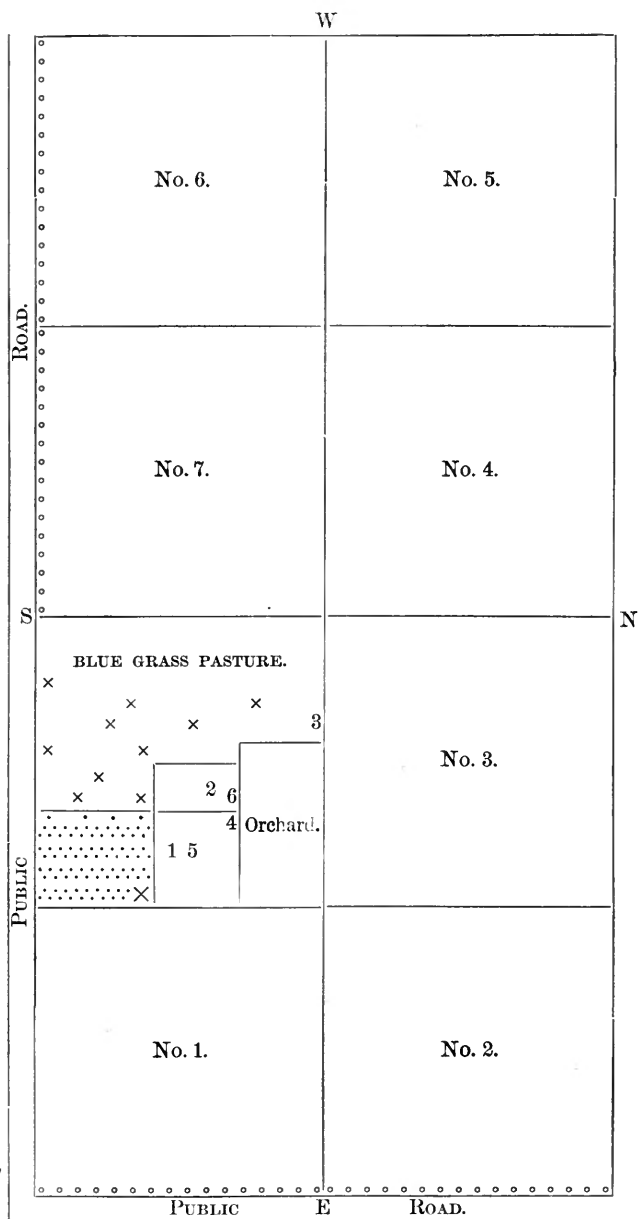 W
No. 6. No. 5.
ROAD.
No. 7. No. 4.
S N
BLUE GRASS PASTURE.
3
No. 3.
2 6
4 Orchard.
1 5
PUBLIC
No. 1. No. 2.
PUBLIC E ROAD.